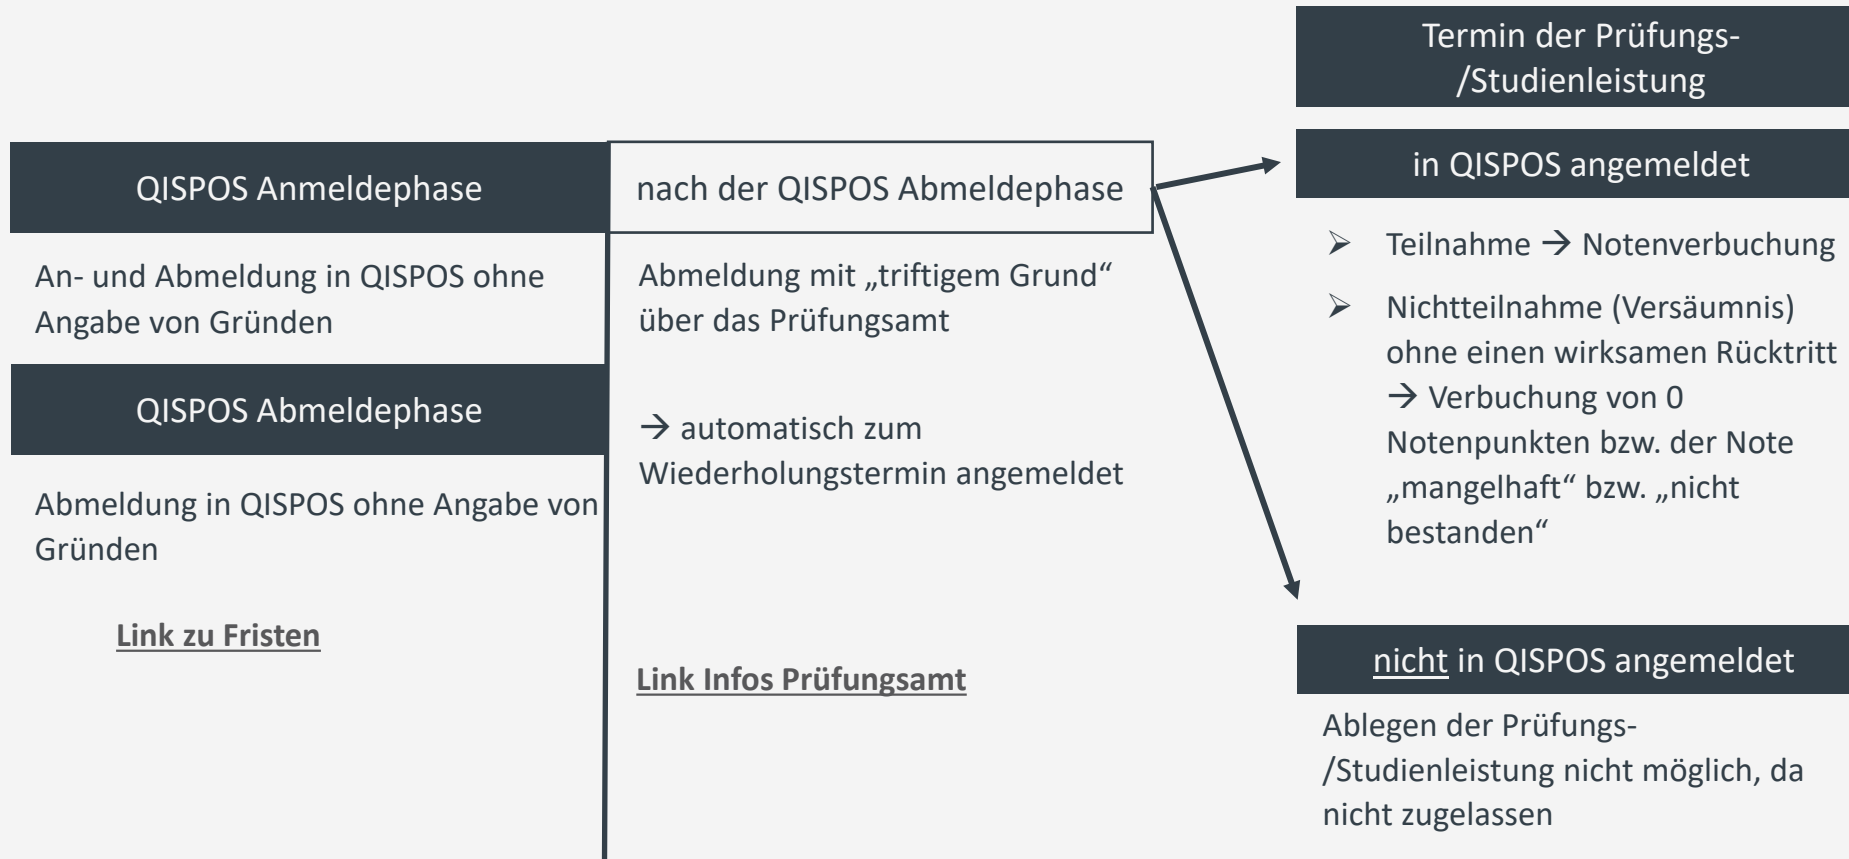 QISPOS Anmeldephase
An- und Abmeldung in QISPOS ohne
Angabe von Gründen
QISPOS Abmeldephase
Abmeldung in QISPOS ohne Angabe von
Gründen
Link zu Fristen
nach der QISPOS Abmeldephase
Abmeldung mit „triftigem Grund“
über das Prüfungsamt
→ automatisch zum
Wiederholungstermin angemeldet
Link Infos Prüfungsamt
Termin der Prüfungs-
/Studienleistung
in QISPOS angemeldet
➢ Teilnahme → Notenverbuchung
➢ Nichtteilnahme (Versäumnis)
ohne einen wirksamen Rücktritt
→ Verbuchung von 0
Notenpunkten bzw. der Note
„mangelhaft“ bzw. „nicht
bestanden“
nicht in QISPOS angemeldet
Ablegen der Prüfungs-
/Studienleistung nicht möglich, da
nicht zugelassen